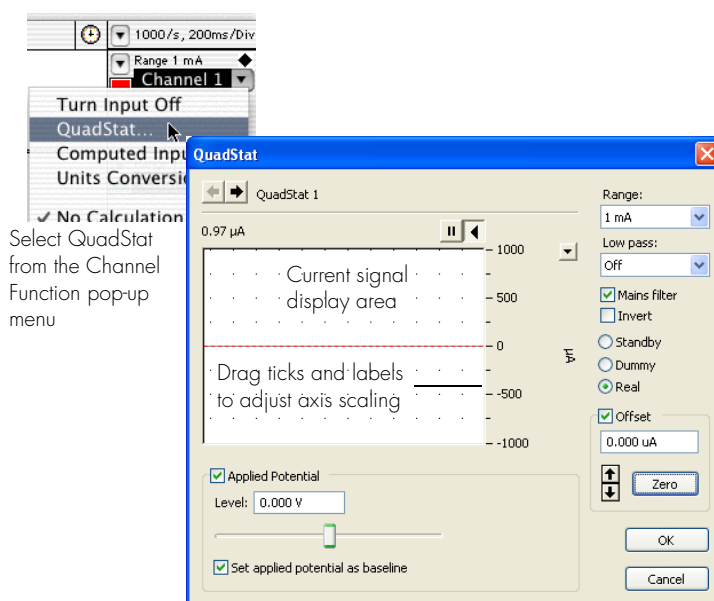 1000/s, 200ms/Div
Range 1 mA
Channel 1
Turn Input Off
QuadStat...
Computed Inpu
Units Conversi
✓ No Calculation
Select QuadStat
from the Channel
Function pop-up
menu
QuadStat
QuadStat 1
0.97 µA
Current signal
display area
Drag ticks and labels
to adjust axis scaling
1000
500
0
-500
-1000
µA
Applied Potential
Level: 0.000 V
Set applied potential as baseline
Range:
1 mA
Low pass:
Off
Mains filter
Invert
Standby
Dummy
Real
Offset
0.000 uA
Zero
OK
Cancel